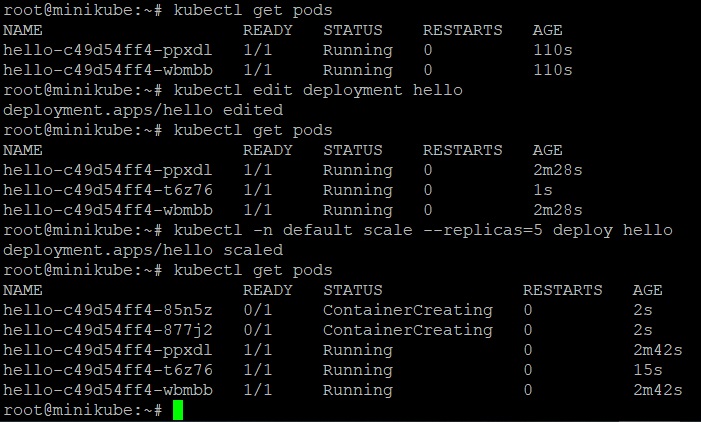 root@minikube:~# kubectl get pods
NAME READY STATUS RESTARTS AGE
hello-c49d54ff4-ppxdl 1/1 Running 0 110s
hello-c49d54ff4-wbmbb 1/1 Running 0 110s
root@minikube:~# kubectl edit deployment hello
deployment.apps/hello edited
root@minikube:~# kubectl get pods
NAME READY STATUS RESTARTS AGE
hello-c49d54ff4-ppxdl 1/1 Running 0 2m28s
hello-c49d54ff4-t6z76 1/1 Running 0 1s
hello-c49d54ff4-wbmbb 1/1 Running 0 2m28s
root@minikube:~# kubectl -n default scale --replicas=5 deploy hello
deployment.apps/hello scaled
root@minikube:~# kubectl get pods
NAME READY STATUS RESTARTS AGE
hello-c49d54ff4-85n5z 0/1 ContainerCreating 0 2s
hello-c49d54ff4-877j2 0/1 ContainerCreating 0 2s
hello-c49d54ff4-ppxdl 1/1 Running 0 2m42s
hello-c49d54ff4-t6z76 1/1 Running 0 15s
hello-c49d54ff4-wbmbb 1/1 Running 0 2m42s
root@minikube:~#